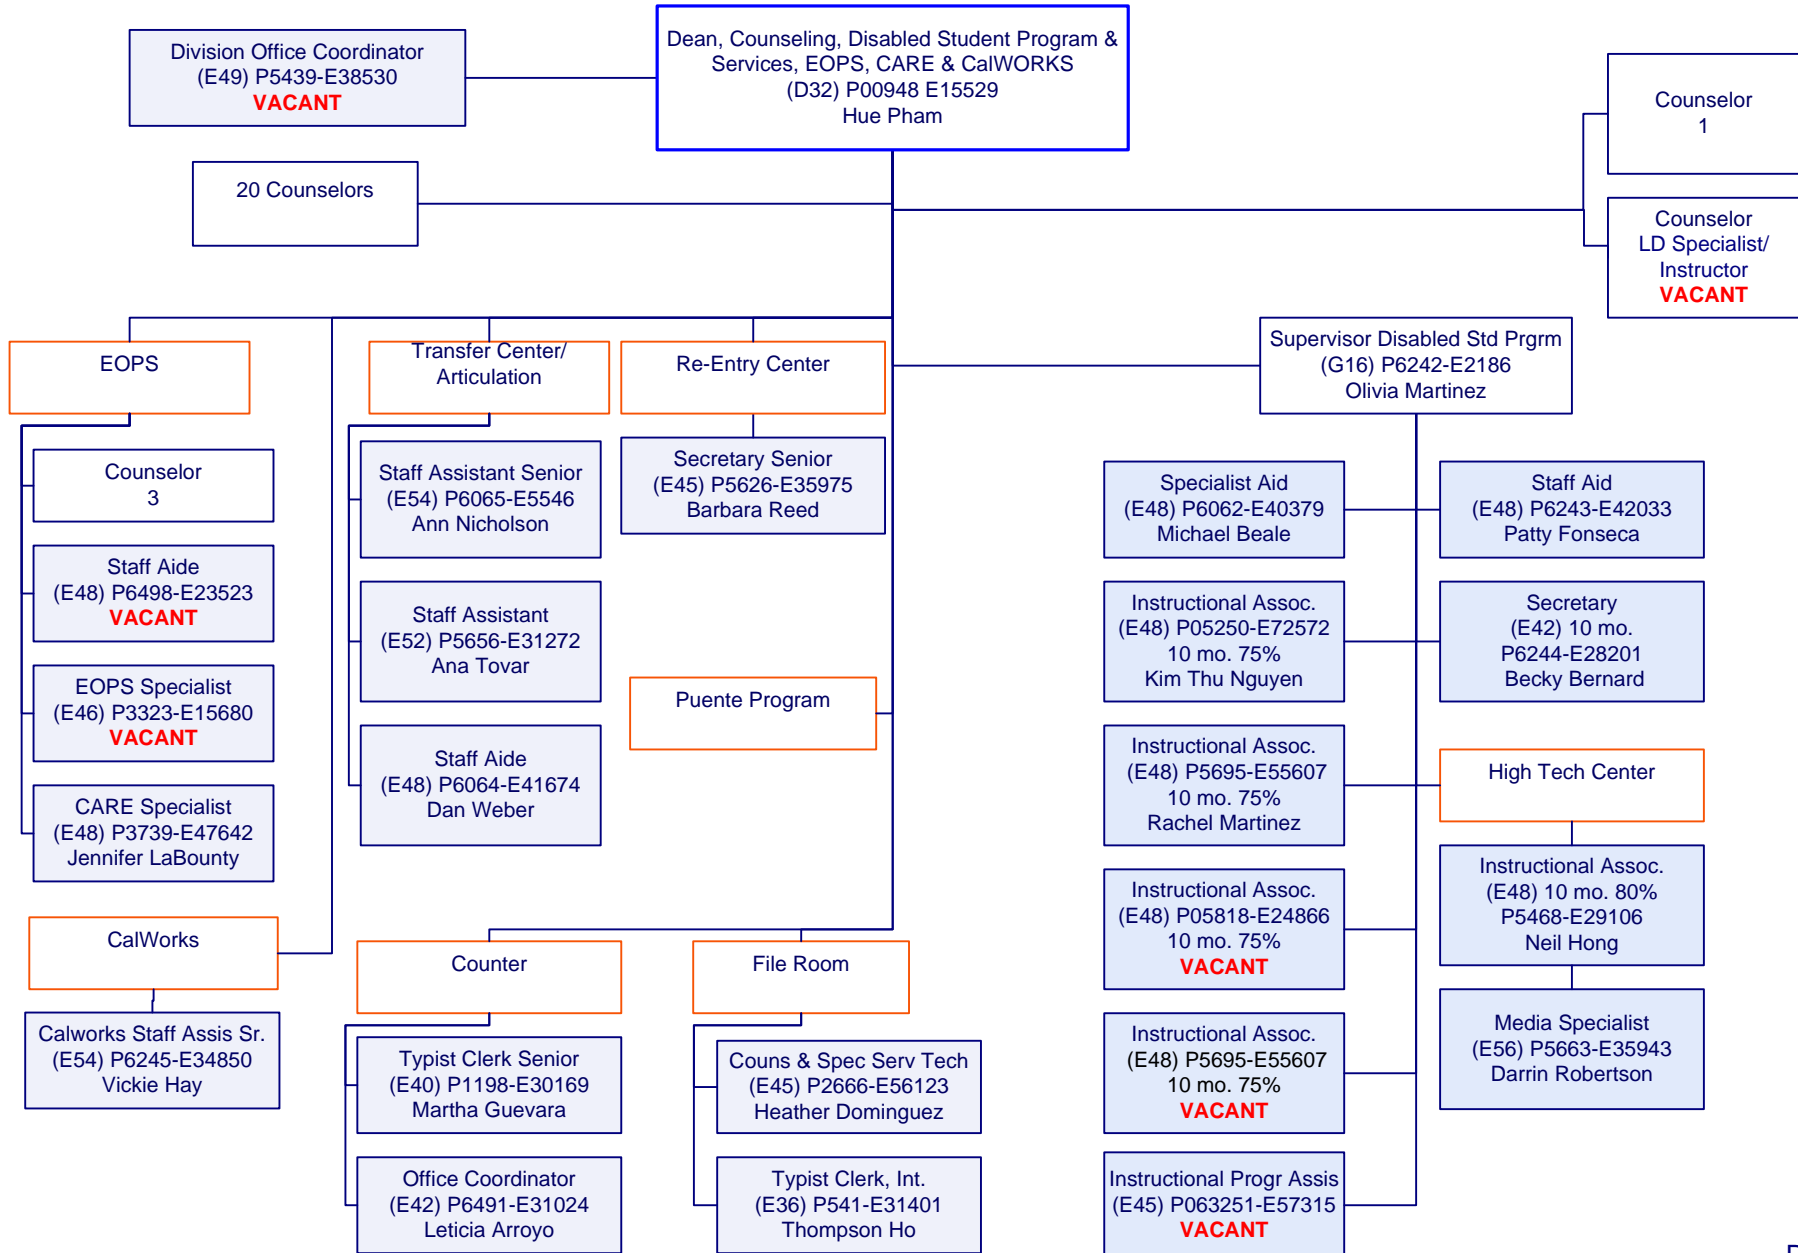 Division Office Coordinator
(E49) P5439-E38530
VACANT
Dean, Counseling, Disabled Student Program &
Services, EOPS, CARE & CalWORKS
(D32) P00948 E15529
Hue Pham
Counselor
1
20 Counselors
Counselor
LD Specialist/
Instructor
VACANT
EOPS
Transfer Center/
Articulation
Re-Entry Center
Supervisor Disabled Std Prgrm
(G16) P6242-E2186
Olivia Martinez
Counselor
3
Staff Aide
(E48) P6498-E23523
VACANT
EOPS Specialist
(E46) P3323-E15680
VACANT
CARE Specialist
(E48) P3739-E47642
Jennifer LaBounty
CalWorks
Calworks Staff Assis Sr.
(E54) P6245-E34850
Vickie Hay
Staff Assistant Senior
(E54) P6065-E5546
Ann Nicholson
Staff Assistant
(E52) P5656-E31272
Ana Tovar
Staff Aide
(E48) P6064-E41674
Dan Weber
Secretary Senior
(E45) P5626-E35975
Barbara Reed
Puente Program
Counter
Typist Clerk Senior
(E40) P1198-E30169
Martha Guevara
Office Coordinator
(E42) P6491-E31024
Leticia Arroyo
File Room
Couns & Spec Serv Tech
(E45) P2666-E56123
Heather Dominguez
Typist Clerk, Int.
(E36) P541-E31401
Thompson Ho
Specialist Aid
(E48) P6062-E40379
Michael Beale
Instructional Assoc.
(E48) P05250-E72572
10 mo. 75%
Kim Thu Nguyen
Instructional Assoc.
(E48) P5695-E55607
10 mo. 75%
Rachel Martinez
Instructional Assoc.
(E48) P05818-E24866
10 mo. 75%
VACANT
Instructional Assoc.
(E48) P5695-E55607
10 mo. 75%
VACANT
Instructional Progr Assis
(E45) P063251-E57315
VACANT
Staff Aid
(E48) P6243-E42033
Patty Fonseca
Secretary
(E42) 10 mo.
P6244-E28201
Becky Bernard
High Tech Center
Instructional Assoc.
(E48) 10 mo. 80%
P5468-E29106
Neil Hong
Media Specialist
(E56) P5663-E35943
Darrin Robertson